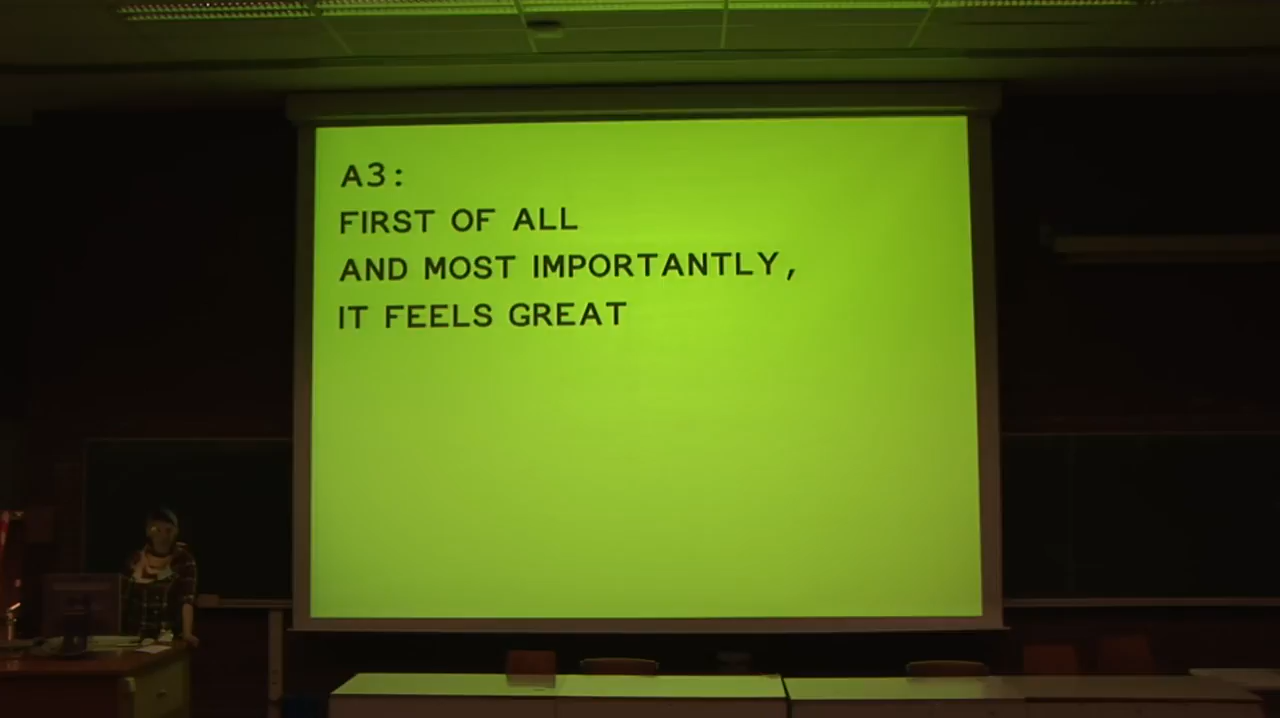 A3:
FIRST OF ALL
AND MOST IMPORTANTLY,
IT FEELS GREAT